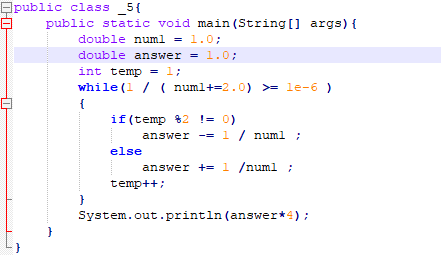 public class _5{
    public static void main(String[] args){
        double num1 = 1.0;
        double answer = 1.0;
        int temp = 1;
        while(1 / ( num1+=2.0) >= 1e-6 )
        {
            if(temp %2 != 0)
                answer -= 1 / num1 ;
            else
                answer += 1 /num1 ;
            temp++;
        }
        System.out.println(answer*4);
    }
}